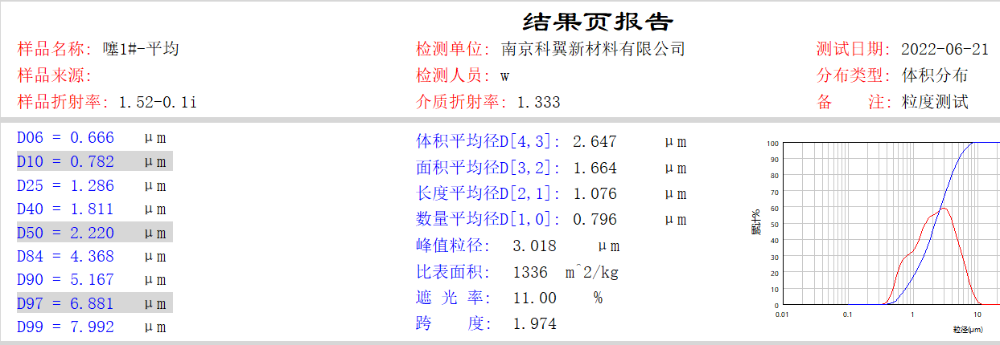 结果页报告
样品名称: 噻1#-平均 检测单位: 南京科翼新材料有限公司 测试日期: 2022-06-21
样品来源: 检测人员: w 分布类型: 体积分布
样品折射率: 1.52-0.1i 介质折射率: 1.333 备 注: 粒度测试
D06 = 0.666 μm
D10 = 0.782 μm
D25 = 1.286 μm
D40 = 1.811 μm
D50 = 2.220 μm
D84 = 4.368 μm
D90 = 5.167 μm
D97 = 6.881 μm
D99 = 7.992 μm
体积平均径D[4,3]: 2.647 μm
面积平均径D[3,2]: 1.664 μm
长度平均径D[2,1]: 1.076 μm
数量平均径D[1,0]: 0.796 μm
峰值粒径: 3.018 μm
比表面积: 1336 m^2/kg
遮 光 率: 11.00 %
跨 度: 1.974
累计%
100
90
80
70
60
50
40
30
20
10
0
0.01 0.1 1 10
粒径(μm)